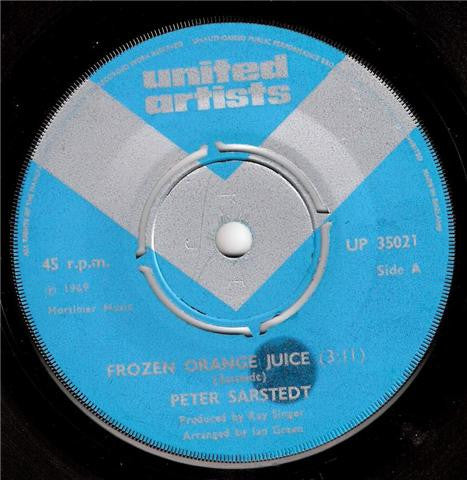 united
artists
45 r.p.m.
UP 35021
Side A
℗ 1969
Mortimer Music
FROZEN ORANGE JUICE (3:11)
(Sarstedt)
PETER SARSTEDT
Produced by Ray Singer
Arranged by Ian Green